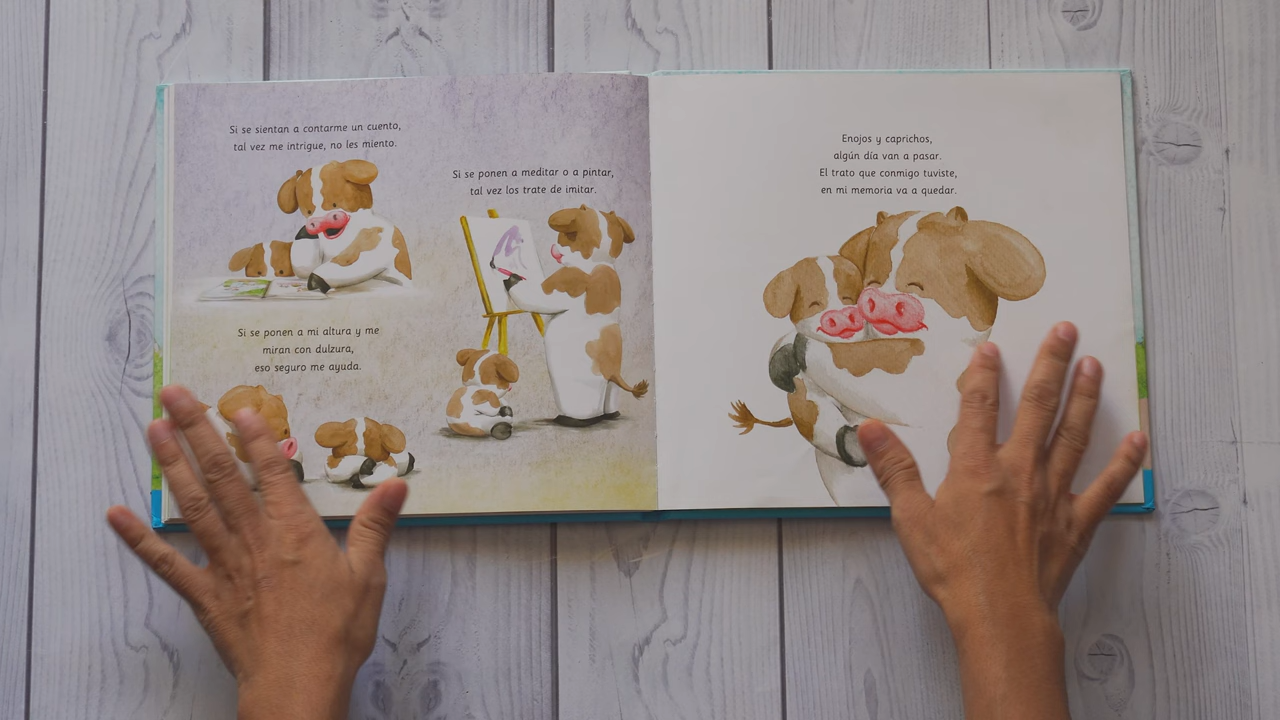 Si se sientan a contarme un cuento,
tal vez me intrigue, no les miento.
Si se ponen a meditar o a pintar,
tal vez los trate de imitar.
Si se ponen a mi altura y me
miran con dulzura,
eso seguro me ayuda.
Enojos y caprichos,
algún día van a pasar.
El trato que conmigo tuviste,
en mi memoria va a quedar.